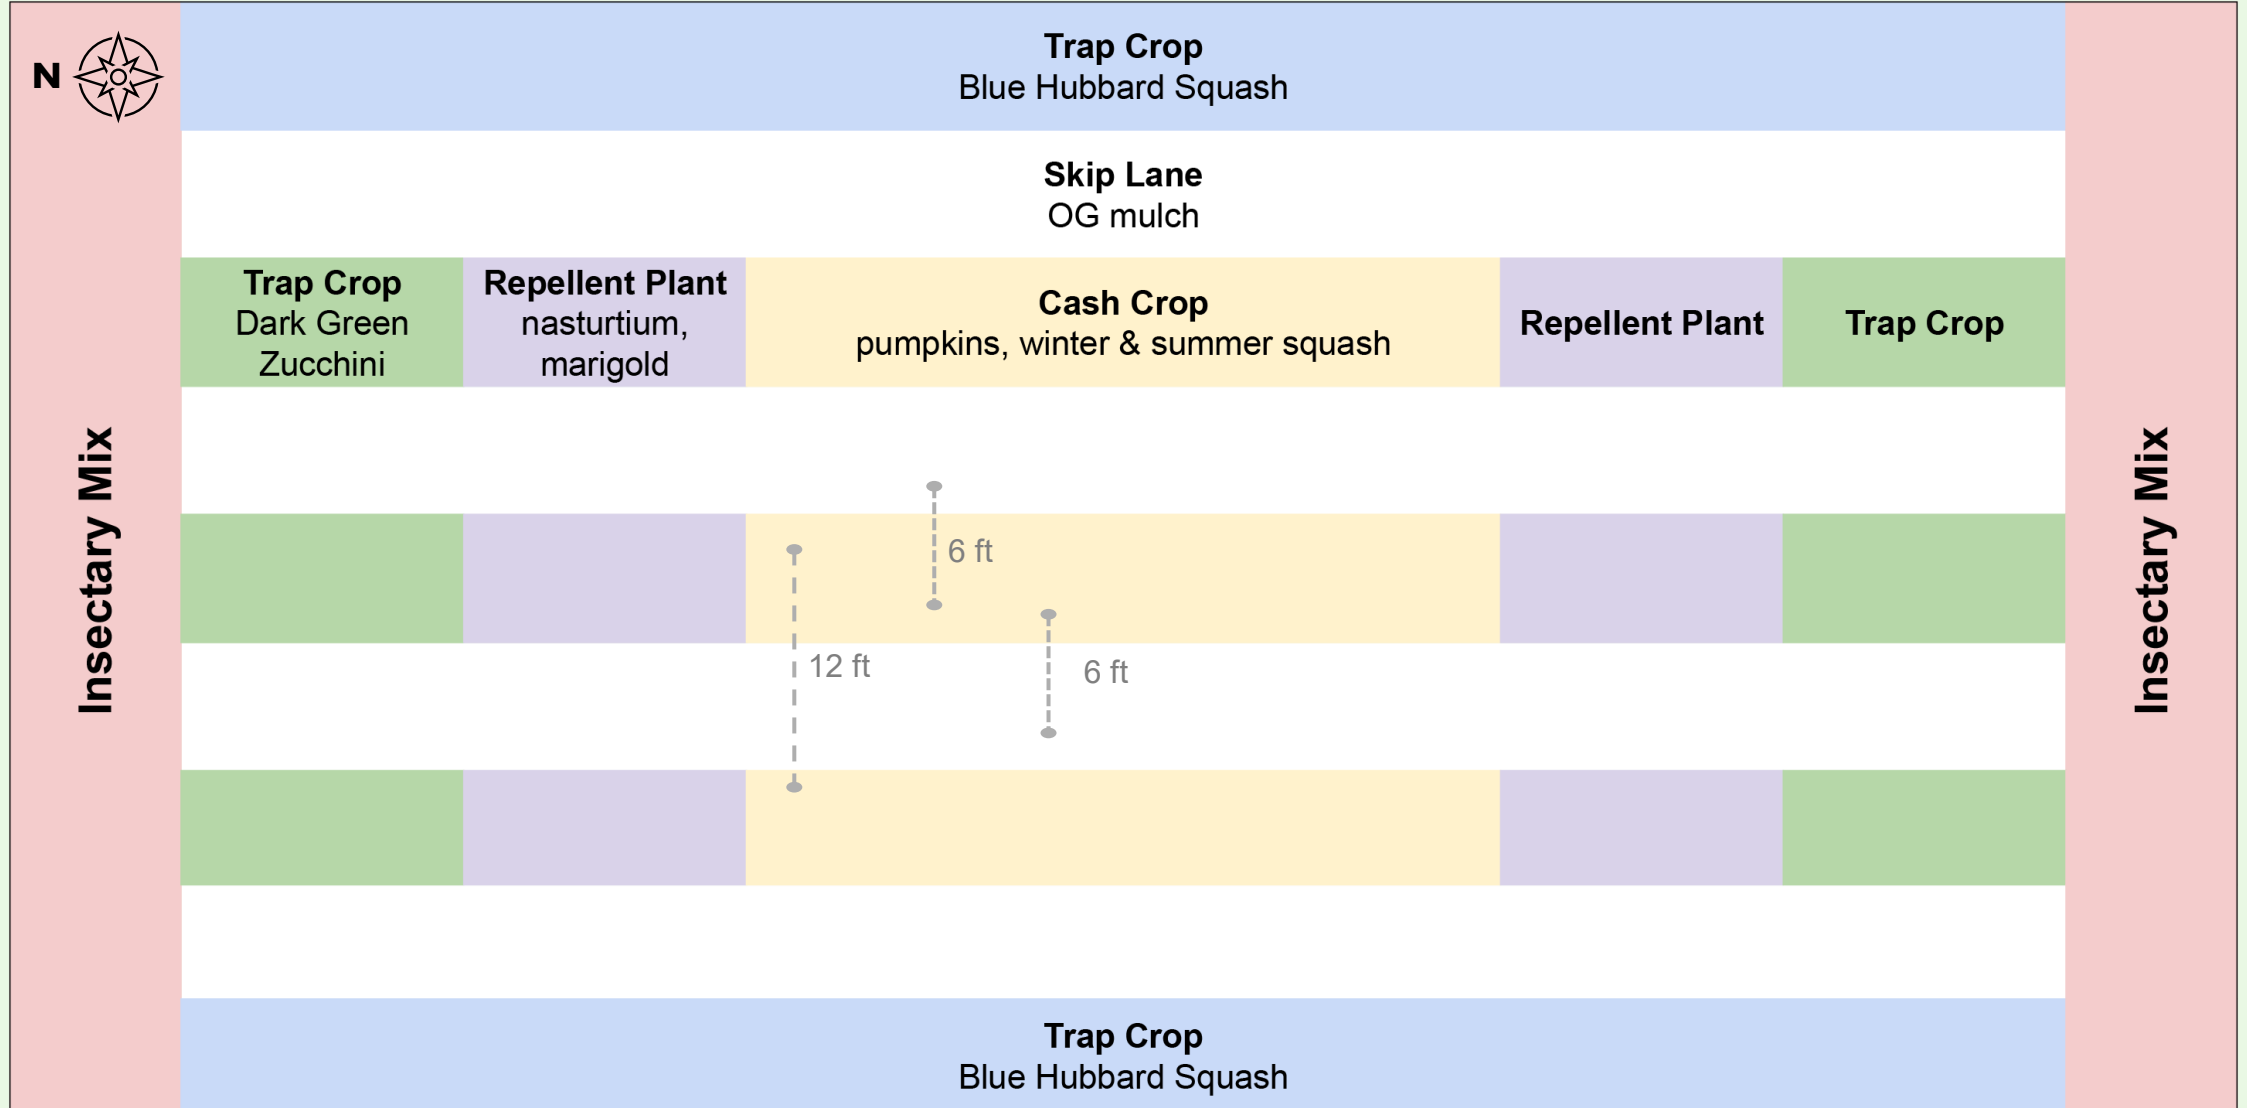 N
Trap Crop
Blue Hubbard Squash
Skip Lane
OG mulch
Trap Crop
Dark Green
Zucchini
Repellent Plant
nasturtium,
marigold
Cash Crop
pumpkins, winter & summer squash
Repellent Plant
Trap Crop
Insectary Mix
6 ft
12 ft
6 ft
Insectary Mix
Trap Crop
Blue Hubbard Squash